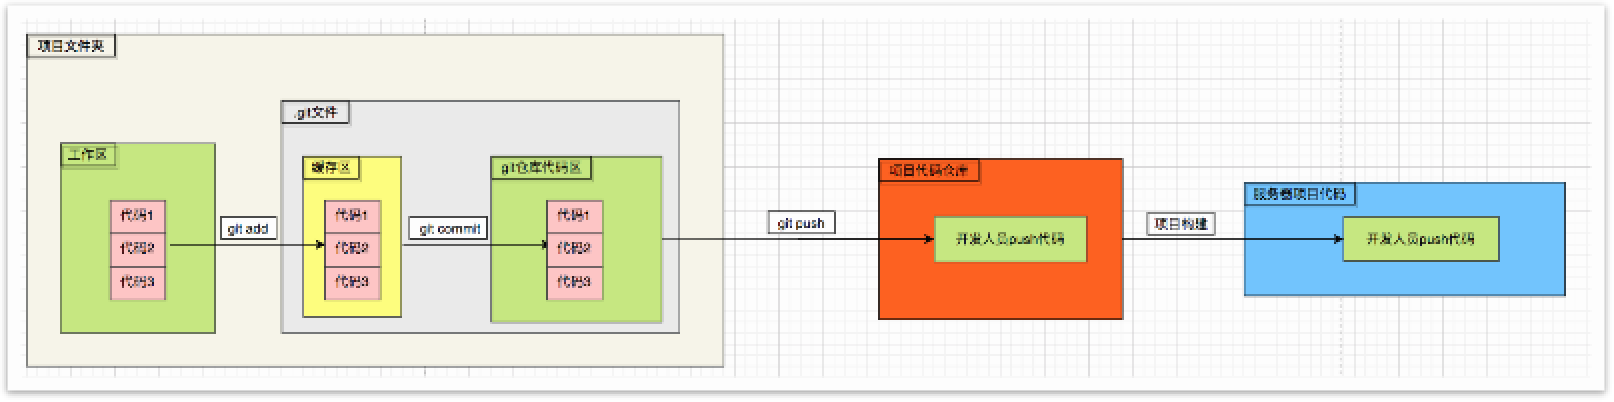 项目文件夹
.git文件
工作区
缓存区
git仓库代码区
代码1
代码2
代码3
git add
代码1
代码2
代码3
git commit
代码1
代码2
代码3
git push
项目代码仓库
开发人员push代码
项目构建
服务器项目代码
开发人员push代码